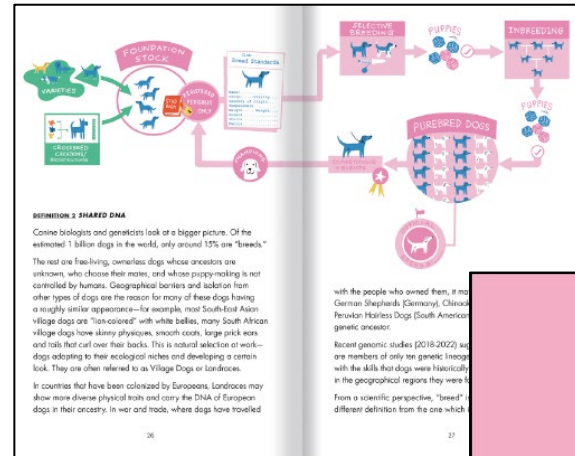 FOUNDATION
STOCK
VARIETIES
CROSSBRED
REGISTERED
PEDIGREES
ONLY
Breed Standards
SELECTIVE
BREEDING
PUPPIES
INBREEDING
PUPPIES
PUREBRED DOGS
CHAMPIONS
DEFINITION 2 SHARED DNA
Canine biologists and geneticists look at a bigger picture. Of the
estimated 1 billion dogs in the world, only around 15% are "breeds."
The rest are free-living, ownerless dogs whose ancestors are
unknown, who choose their mates, and whose puppy-making is not
controlled by humans. Geographical barriers and isolation from
other types of dogs are the reason for many of these dogs having
a roughly similar appearance—for example, most South-East Asian
village dogs are "lion-colored" with white bellies, many South African
village dogs have skinny physiques, smooth coats, large prick ears
and tails that curl over their backs. This is natural selection at work—
dogs adapting to their ecological niches and developing a certain
look. They are often referred to as Village Dogs or Landraces.
In countries that have been colonized by Europeans, Landraces may
show more diverse physical traits and carry the DNA of European
dogs in their ancestry. In war and trade, where dogs have travelled
26
with the people who owned them, it
German Shepherds (Germany),
Peruvian Hairless Dogs (South American
genetic ancestor.
Recent genomic studies (2018-2022)
are members of only ten genetic
with the skills that dogs were historically
in the geographical regions they were
From a scientific perspective, "breed"
different definition from the one which
27